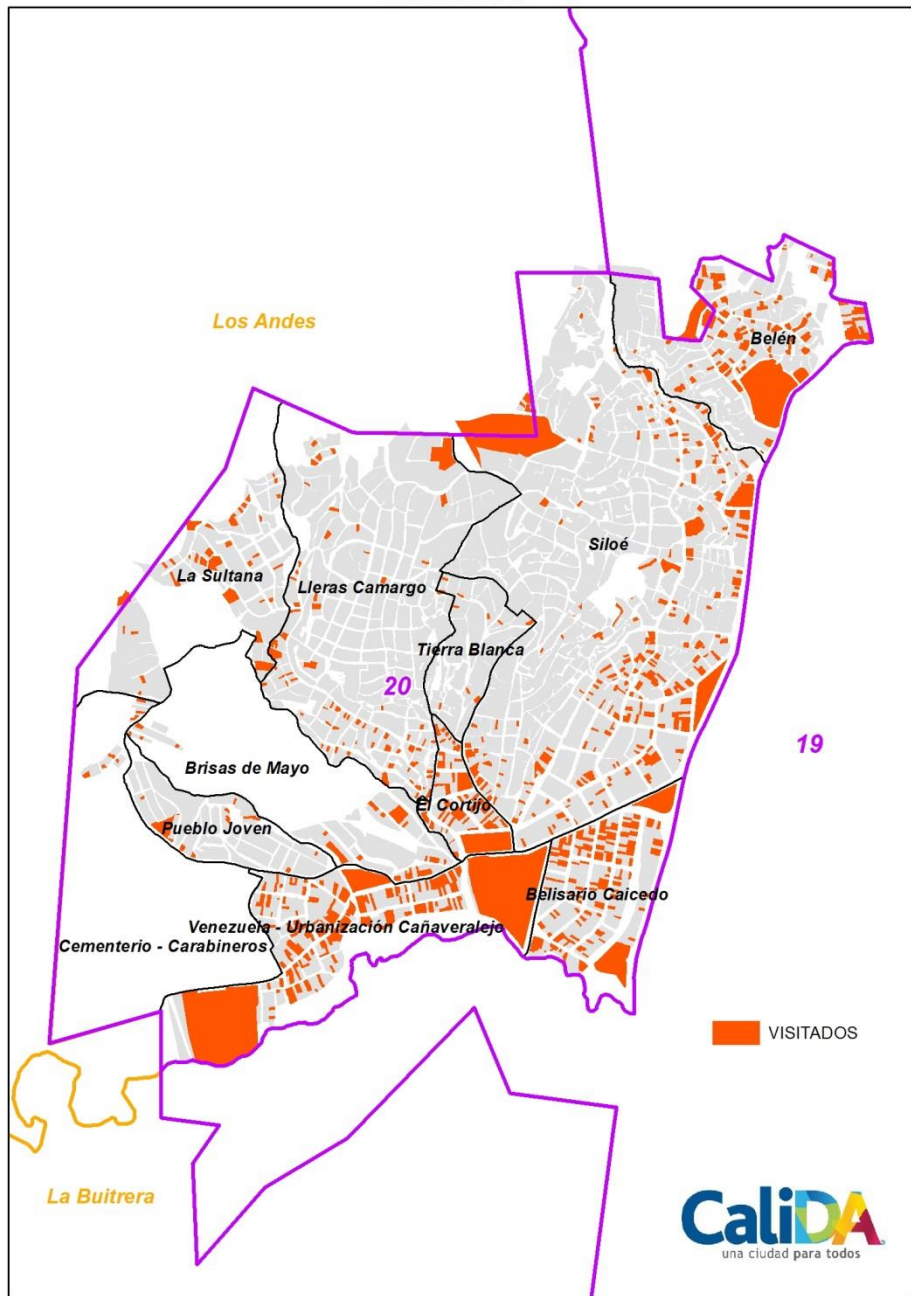 Los Andes
Belén
Siloé
La Sultana
Lleras Camargo
Tierra Blanca
20
19
Brisas de Mayo
El Cortijo
Pueblo Joven
Belisario Caicedo
Venezuela - Urbanización Cañaveralejo
Cementerio - Carabineros
VISITADOS
La Buitrera
CaliDA
una ciudad para todos